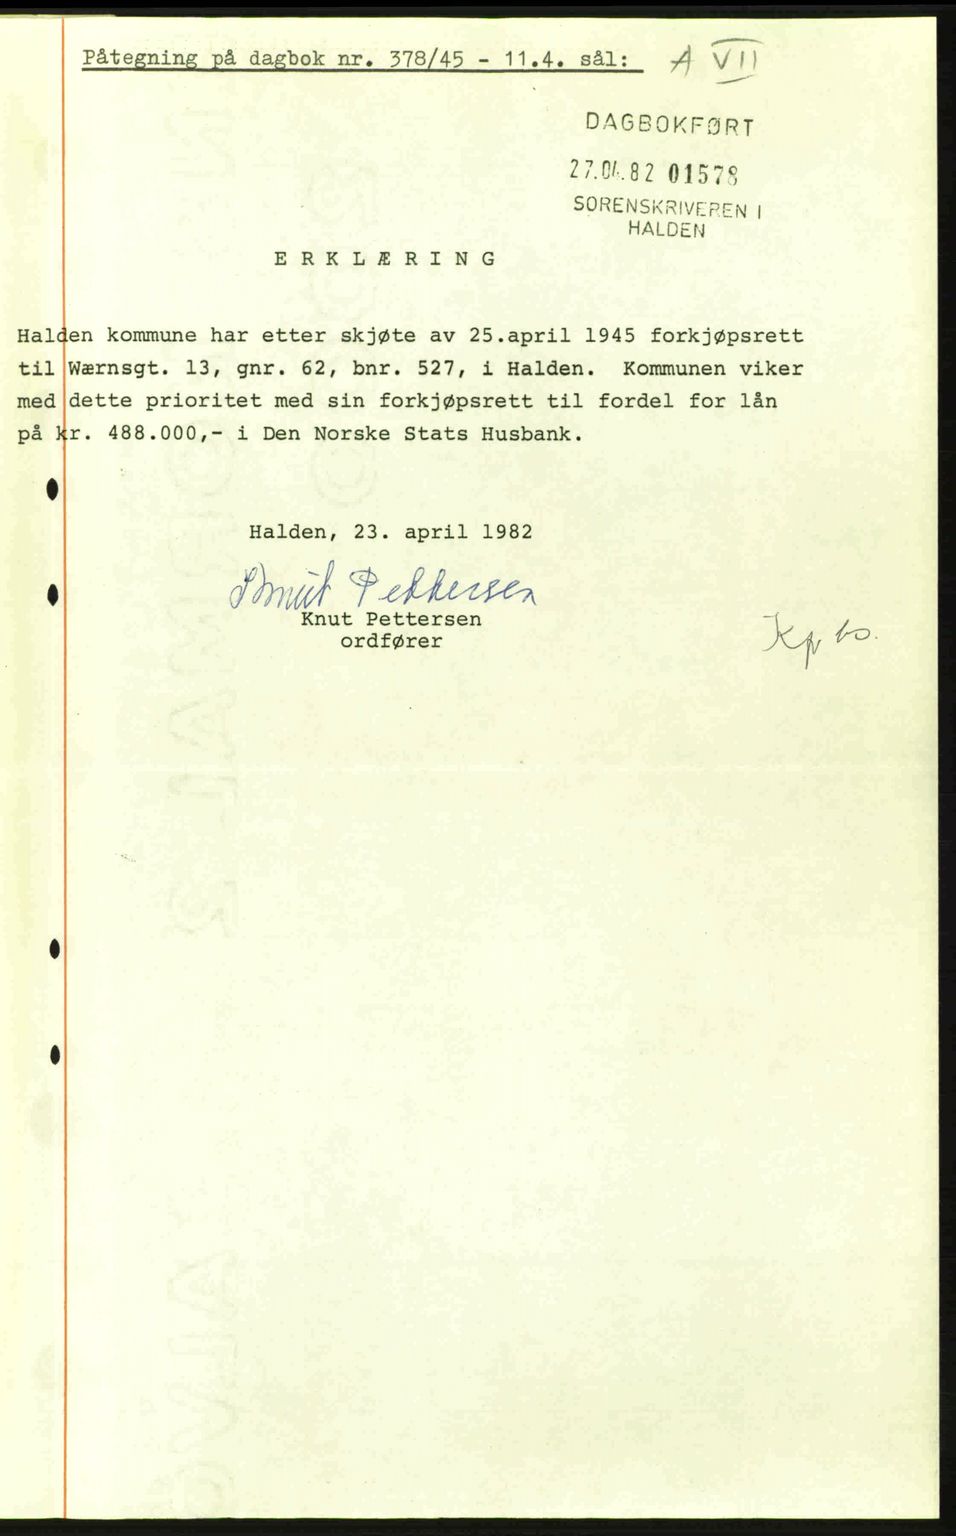 Påtegning på dagbok nr. 378/45 - 11.4. sål: A VII
DAGBOKFØRT
27.04.82 01578
SORENSKRIVEREN I
HALDEN
E R K L Æ R I N G
Halden kommune har etter skjøte av 25.april 1945 forkjøpsrett
til Wærnsgt. 13, gnr. 62, bnr. 527, i Halden. Kommunen viker
med dette prioritet med sin forkjøpsrett til fordel for lån
på kr. 488.000,- i Den Norske Stats Husbank.
Halden, 23. april 1982
Knut Pettersen
Knut Pettersen
ordfører